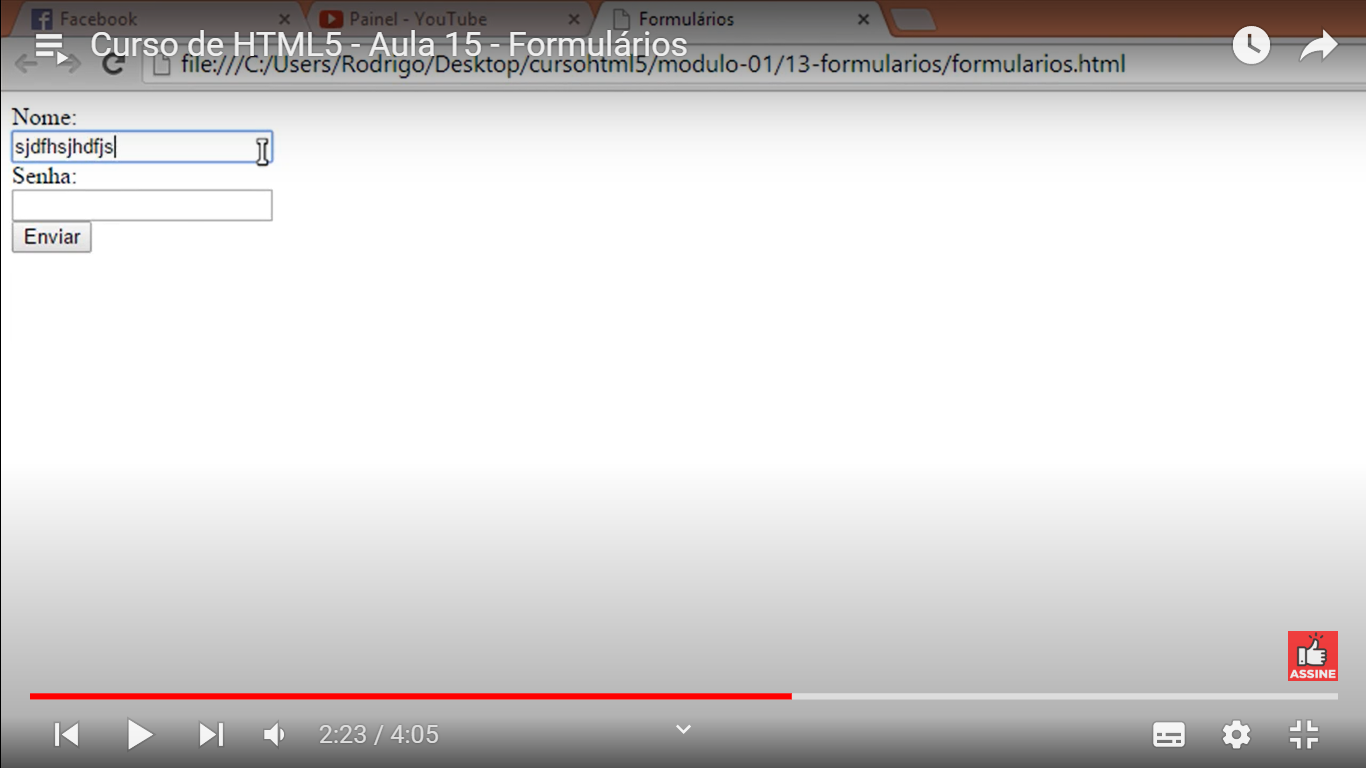 Facebook
Painel - YouTube
Formulários
Curso de HTML5 - Aula 15 - Formulários
file:///C:/Users/Rodrigo/Desktop/cursohtml5/modulo-01/13-formularios/formularios.html
Nome:
sjdfhsjhdfjs
Senha:
Enviar
ASSINE
2:23 / 4:05